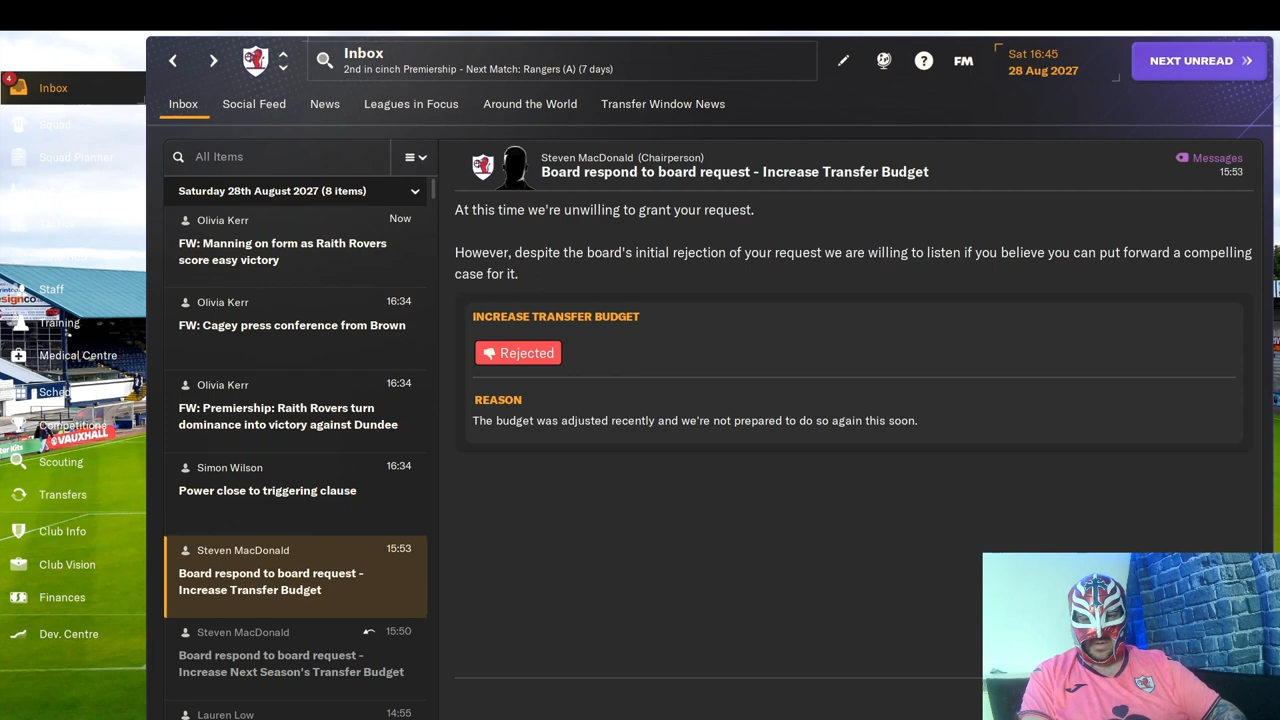 Inbox
2nd in cinch Premiership - Next Match: Rangers (A) (7 days)
FM
Sat 16:45
28 Aug 2027
NEXT UNREAD
4
Inbox
Squad
Squad Planner
Staff
Training
Medical Centre
Sched
Competitions
VAUXHALL
Scouting
Transfers
Club Info
Club Vision
Finances
Dev. Centre
Inbox
Social Feed
News
Leagues in Focus
Around the World
Transfer Window News
All Items
Saturday 28th August 2027 (8 items)
Olivia Kerr
Now
FW: Manning on form as Raith Rovers
score easy victory
Olivia Kerr
16:34
FW: Cagey press conference from Brown
Olivia Kerr
16:34
FW: Premiership: Raith Rovers turn
dominance into victory against Dundee
Simon Wilson
16:34
Power close to triggering clause
Steven MacDonald
15:53
Board respond to board request -
Increase Transfer Budget
Steven MacDonald
15:50
Board respond to board request -
Increase Next Season's Transfer Budget
Lauren Low
14:55
Steven MacDonald (Chairperson)
Board respond to board request - Increase Transfer Budget
Messages
15:53
At this time we're unwilling to grant your request.
However, despite the board's initial rejection of your request we are willing to listen if you believe you can put forward a compelling
case for it.
INCREASE TRANSFER BUDGET
Rejected
REASON
The budget was adjusted recently and we're not prepared to do so again this soon.